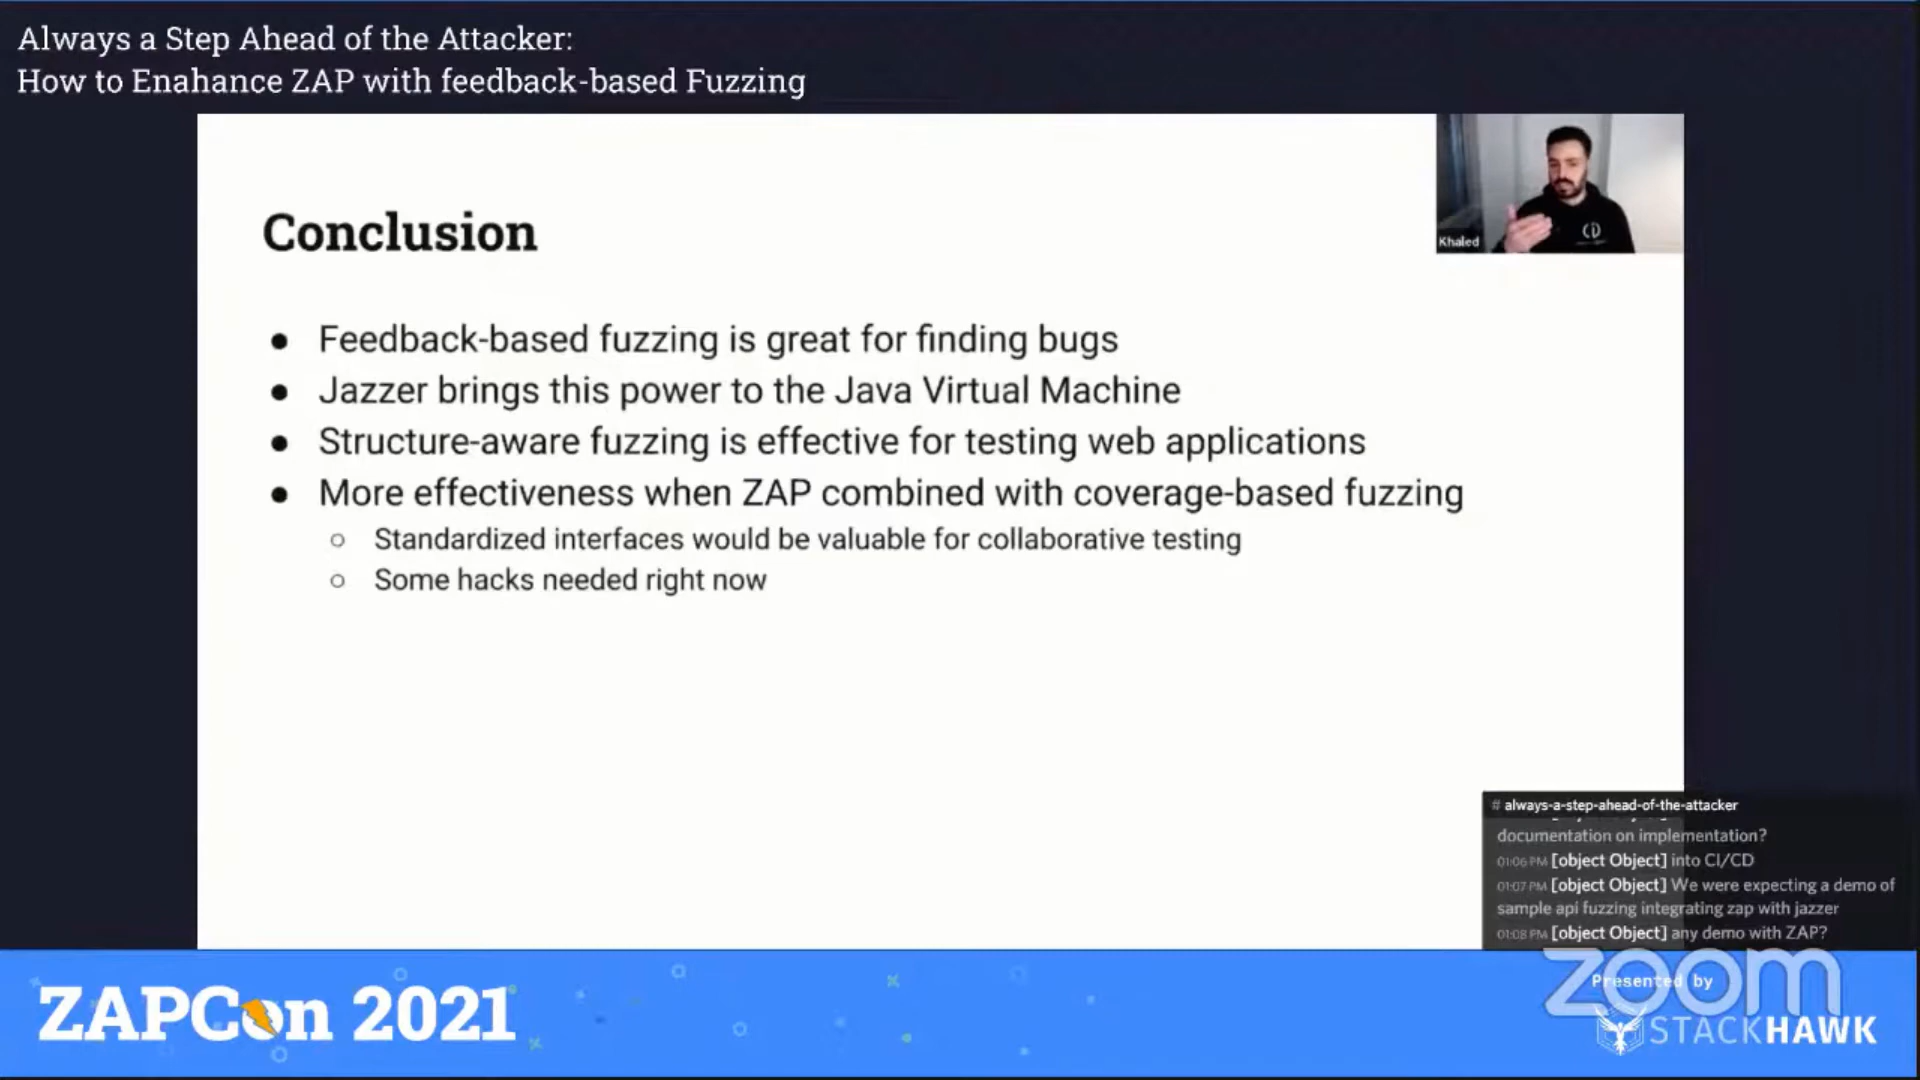 Always a Step Ahead of the Attacker:
How to Enahance ZAP with feedback-based Fuzzing
Conclusion
Khaled
● Feedback-based fuzzing is great for finding bugs
● Jazzer brings this power to the Java Virtual Machine
● Structure-aware fuzzing is effective for testing web applications
● More effectiveness when ZAP combined with coverage-based fuzzing
○ Standardized interfaces would be valuable for collaborative testing
○ Some hacks needed right now
# always-a-step-ahead-of-the-attacker
documentation on implementation?
01:06 PM [object Object] into CI/CD
01:07 PM [object Object] We were expecting a demo of
sample api fuzzing integrating zap with jazzer
01:08 PM [object Object] any demo with ZAP?
zoom
Presented by
ZAPCon 2021
STACKHAWK